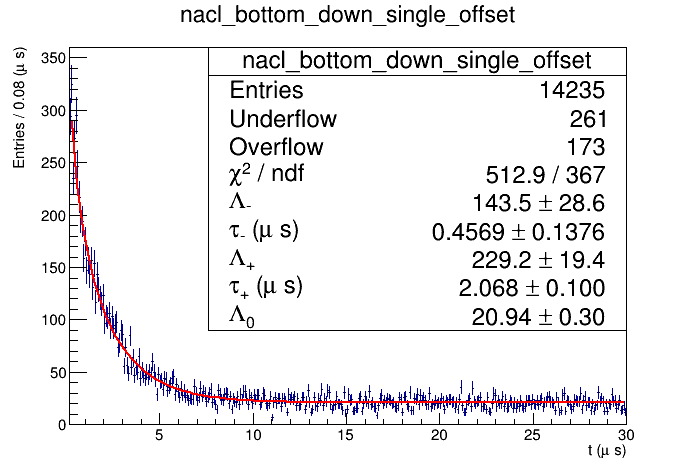 nacl_bottom_down_single_offset
nacl_bottom_down_single_offset
Entries 14235
Underflow 261
Overflow 173
χ² / ndf 512.9 / 367
Λ₋ 143.5 ± 28.6
τ₋ (μ s) 0.4569 ± 0.1376
Λ₊ 229.2 ± 19.4
τ₊ (μ s) 2.068 ± 0.100
Λ₀ 20.94 ± 0.30
Entries / 0.08 (μ s)
350
300
250
200
150
100
50
0
5 10 15 20 25 30
t (μ s)